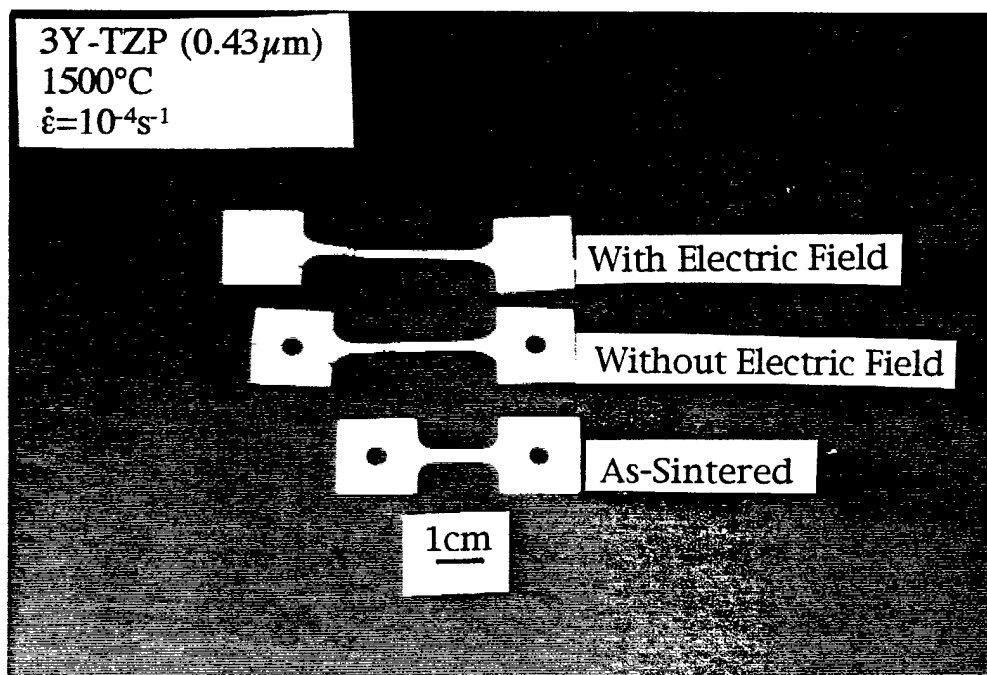 3Y-TZP (0.43μm)
1500°C
ε̇=10⁻⁴s⁻¹
With Electric Field
Without Electric Field
As-Sintered
1cm